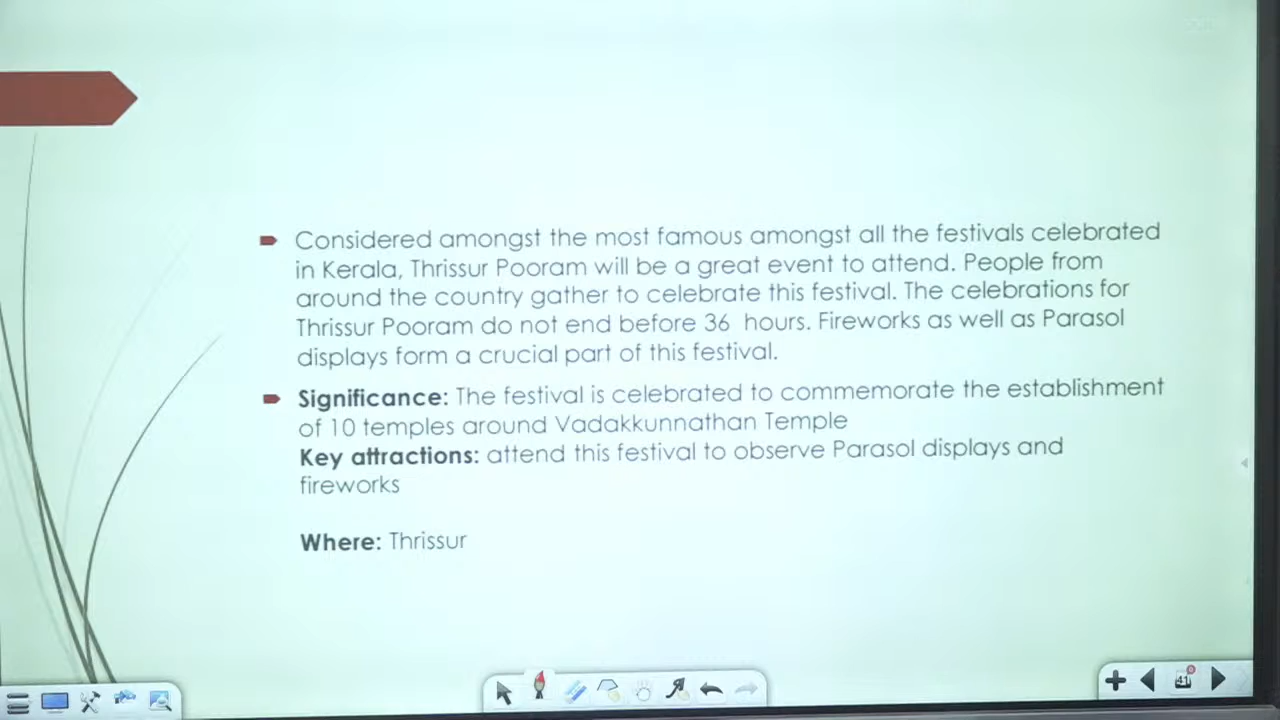 Considered amongst the most famous amongst all the festivals celebrated
in Kerala, Thrissur Pooram will be a great event to attend. People from
around the country gather to celebrate this festival. The celebrations for
Thrissur Pooram do not end before 36 hours. Fireworks as well as Parasol
displays form a crucial part of this festival.
Significance: The festival is celebrated to commemorate the establishment
of 10 temples around Vadakkunnathan Temple
Key attractions: attend this festival to observe Parasol displays and
fireworks
Where: Thrissur
41